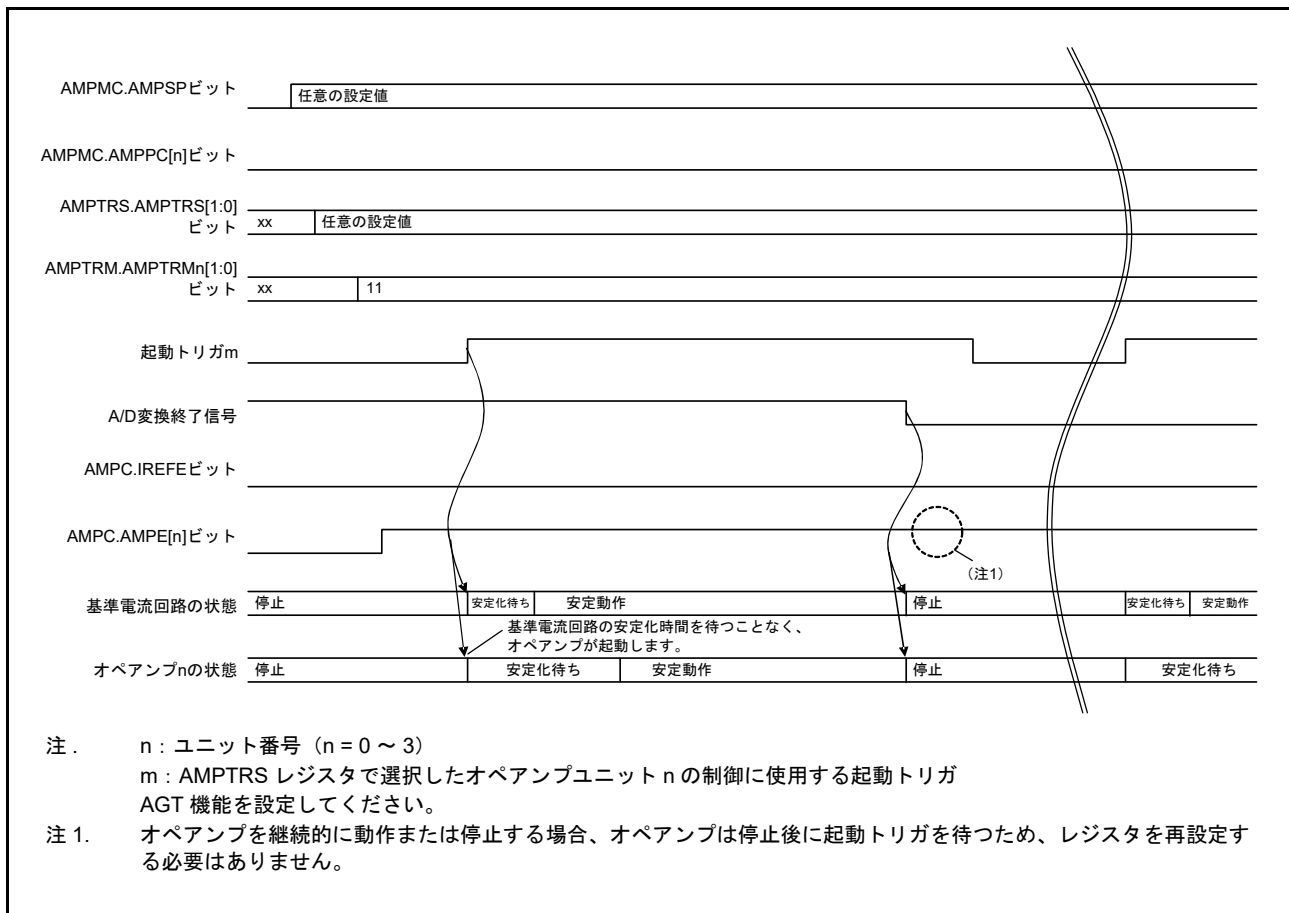 AMPMC.AMPSPビット
任意の設定値
AMPMC.AMPPC[n]ビット
AMPTRS.AMPTRS[1:0]
ビット
xx
任意の設定値
AMPTRM.AMPTRMn[1:0]
ビット
xx
11
起動トリガm
A/D変換終了信号
AMPC.IREFEビット
AMPC.AMPE[n]ビット
（注1）
基準電流回路の状態
停止
安定化待ち
安定動作
停止
安定化待ち
安定動作
基準電流回路の安定化時間を待つことなく、
オペアンプが起動します。
オペアンプnの状態
停止
安定化待ち
安定動作
停止
安定化待ち
注 . n：ユニット番号（n = 0 ～ 3）
m：AMPTRS レジスタで選択したオペアンプユニット n の制御に使用する起動トリガ
AGT 機能を設定してください。
注 1. オペアンプを継続的に動作または停止する場合、オペアンプは停止後に起動トリガを待つため、レジスタを再設定す
る必要はありません。